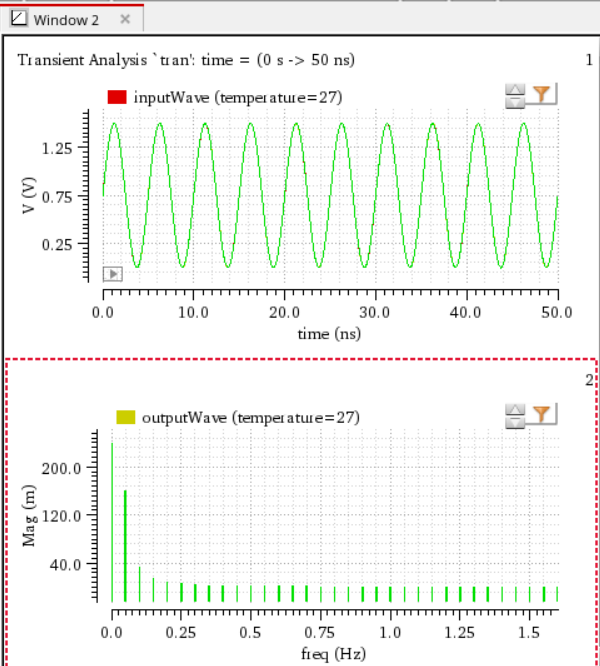 Window 2 ×
Transient Analysis `tran': time = (0 s -> 50 ns) 1
inputWave (temperature=27)
1.25
0.75
0.25
V (V)
0.0 10.0 20.0 30.0 40.0 50.0
time (ns)
2
outputWave (temperature=27)
200.0
120.0
40.0
Mag (m)
0.0 0.25 0.5 0.75 1.0 1.25 1.5
freq (Hz)